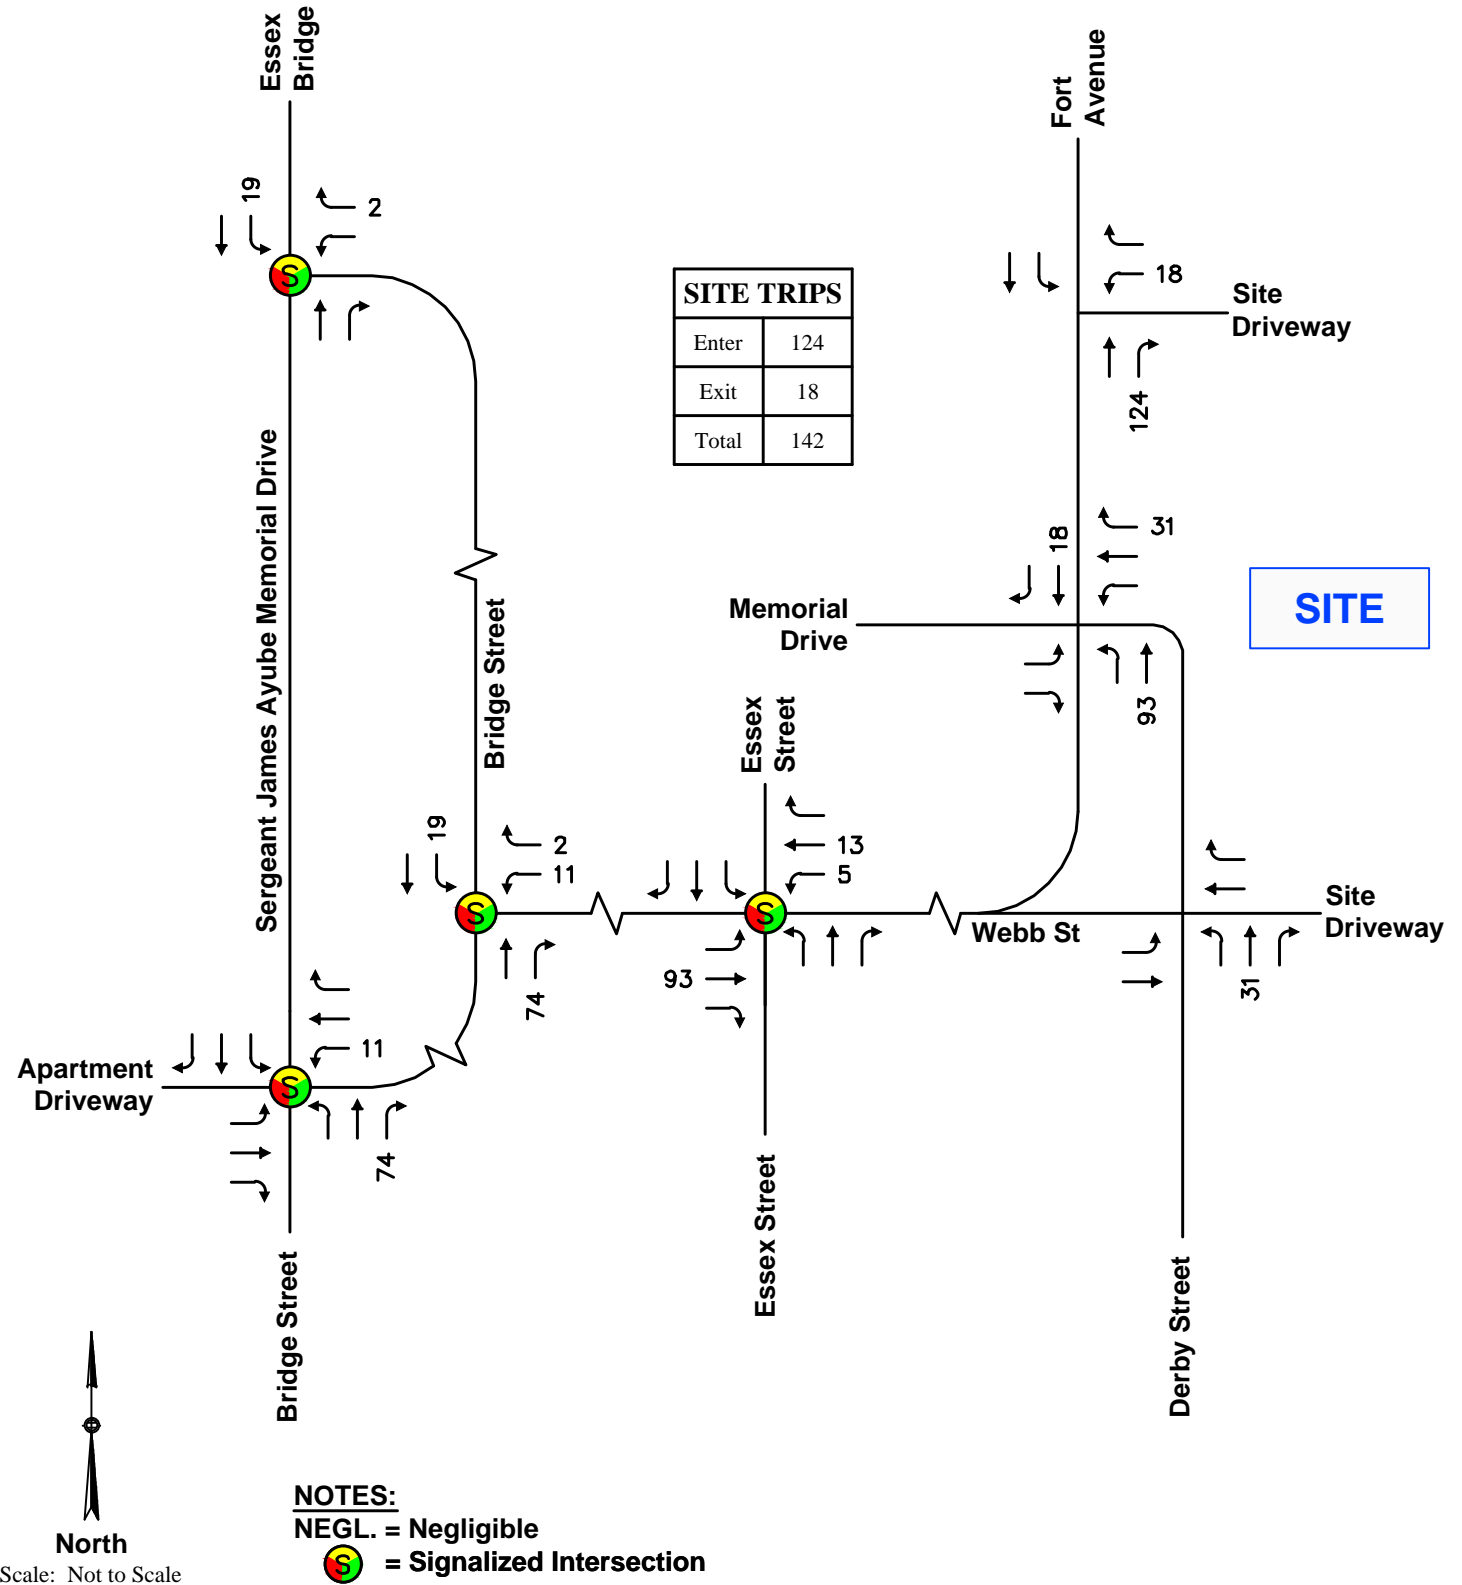 Essex
Bridge
Fort
Avenue
19
2
S
18
Site
Driveway
124
SITE TRIPS
Enter 124
Exit 18
Total 142
Sergeant James Ayube Memorial Drive
Bridge Street
18
31
Memorial
Drive
93
SITE
Essex
Street
19
2
11
S
13
5
S
93
74
Webb St
Site
Driveway
31
11
Apartment
Driveway
S
74
Bridge Street
Essex Street
Derby Street
North
Scale: Not to Scale
NOTES:
NEGL. = Negligible
S = Signalized Intersection